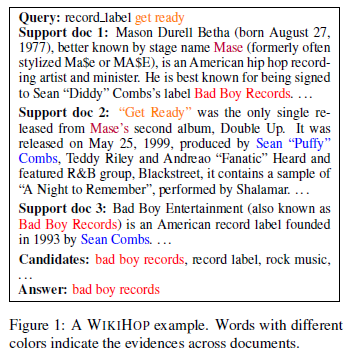 Query: record_label get ready
Support doc 1: Mason Durell Betha (born August 27,
1977), better known by stage name Mase (formerly often
stylized Ma$e or MA$E), is an American hip hop record-
ing artist and minister. He is best known for being signed
to Sean “Diddy” Combs’s label Bad Boy Records. ...
Support doc 2: “Get Ready” was the only single re-
leased from Mase’s second album, Double Up. It was
released on May 25, 1999, produced by Sean “Puffy”
Combs, Teddy Riley and Andreao “Fanatic” Heard and
featured R&B group, Blackstreet, it contains a sample of
“A Night to Remember”, performed by Shalamar. ...
Support doc 3: Bad Boy Entertainment (also known as
Bad Boy Records) is an American record label founded
in 1993 by Sean Combs. ...
Candidates: bad boy records, record label, rock music,
...
Answer: bad boy records
Figure 1: A WIKIHOP example. Words with different
colors indicate the evidences across documents.